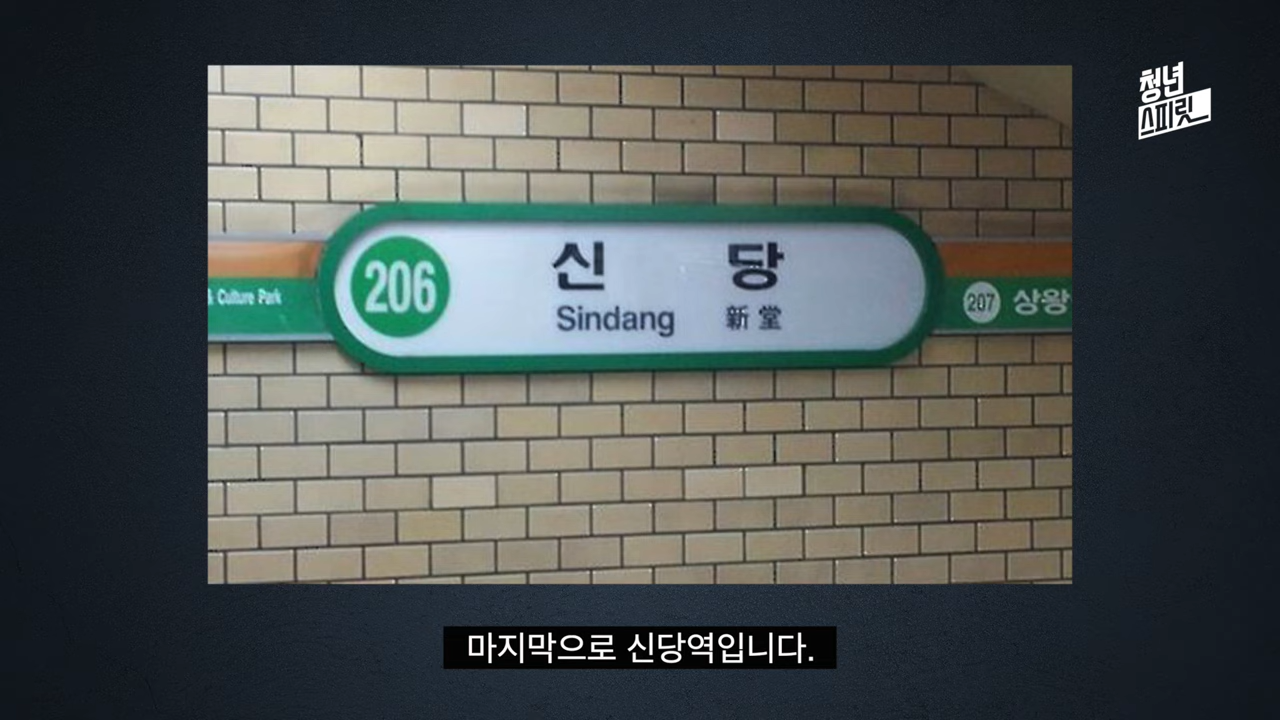 청년
스피릿
206
신당
Sindang 新堂
& Culture Park
207 상왕
마지막으로 신당역입니다.